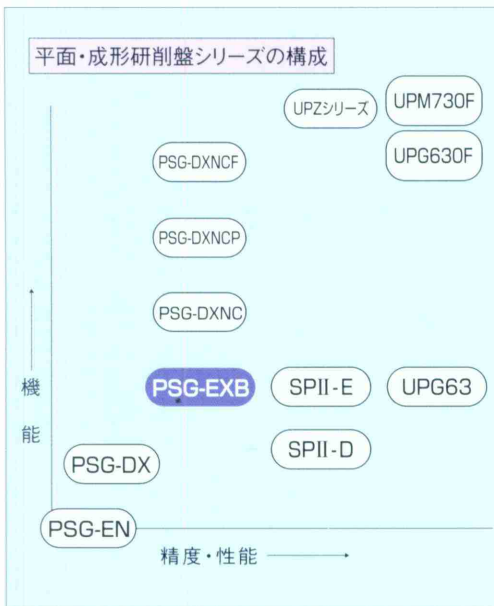 平面・成形研削盤シリーズの構成
UPZシリーズ
UPM730F
PSG-DXNCF
UPG630F
PSG-DXNCP
PSG-DXNC
PSG-EXB
SPII-E
UPG63
機能
SPII-D
PSG-DX
PSG-EN
精度・性能